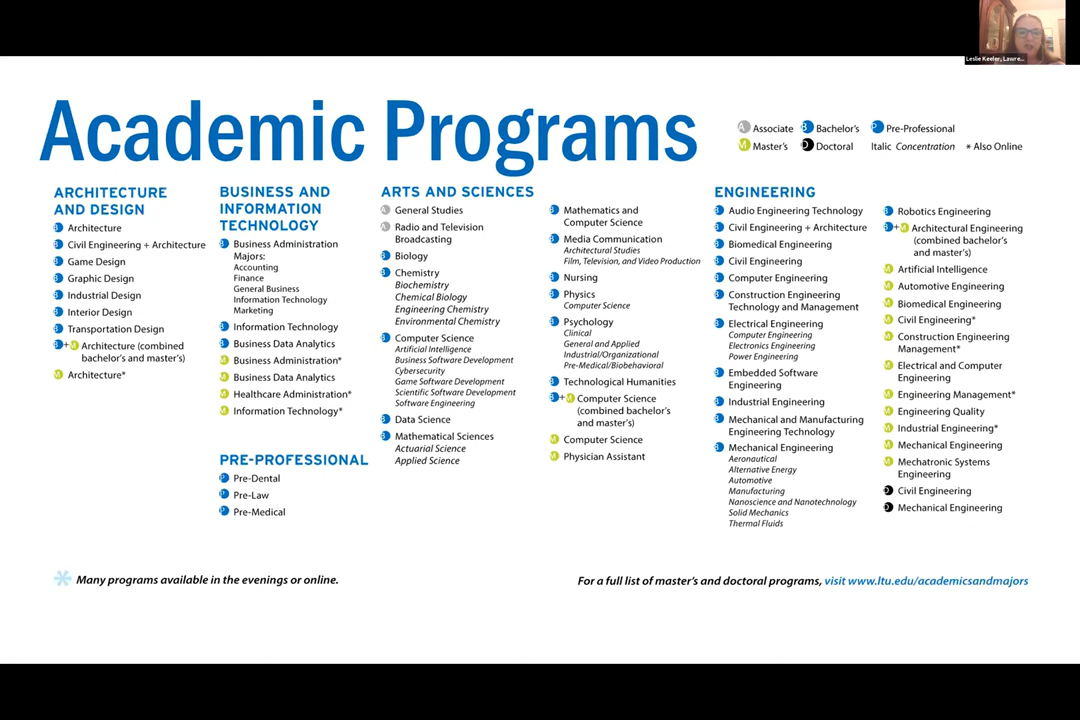 Leslie Keeler, Lawre...
Academic Programs
A Associate B Bachelor's P Pre-Professional
M Master's D Doctoral Italic Concentration * Also Online
ARCHITECTURE
AND DESIGN
B Architecture
B Civil Engineering + Architecture
B Game Design
B Graphic Design
B Industrial Design
B Interior Design
B Transportation Design
B+M Architecture (combined
bachelor's and master's)
M Architecture*
BUSINESS AND
INFORMATION
TECHNOLOGY
B Business Administration
Majors:
Accounting
Finance
General Business
Information Technology
Marketing
B Information Technology
B Business Data Analytics
M Business Administration*
M Business Data Analytics
M Healthcare Administration*
M Information Technology*
PRE-PROFESSIONAL
P Pre-Dental
P Pre-Law
P Pre-Medical
ARTS AND SCIENCES
A General Studies
A Radio and Television
Broadcasting
B Biology
B Chemistry
Biochemistry
Chemical Biology
Engineering Chemistry
Environmental Chemistry
B Computer Science
Artificial Intelligence
Business Software Development
Cybersecurity
Game Software Development
Scientific Software Development
Software Engineering
B Data Science
B Mathematical Sciences
Actuarial Science
Applied Science
B Mathematics and
Computer Science
B Media Communication
Architectural Studies
Film, Television, and Video Production
B Nursing
B Physics
Computer Science
B Psychology
Clinical
General and Applied
Industrial/Organizational
Pre-Medical/Biobehavioral
B Technological Humanities
B+M Computer Science
(combined bachelor's
and master's)
M Computer Science
M Physician Assistant
ENGINEERING
B Audio Engineering Technology
B Civil Engineering + Architecture
B Biomedical Engineering
B Civil Engineering
B Computer Engineering
B Construction Engineering
Technology and Management
B Electrical Engineering
Computer Engineering
Electronics Engineering
Power Engineering
B Embedded Software
Engineering
B Industrial Engineering
B Mechanical and Manufacturing
Engineering Technology
B Mechanical Engineering
Aeronautical
Alternative Energy
Automotive
Manufacturing
Nanoscience and Nanotechnology
Solid Mechanics
Thermal Fluids
B Robotics Engineering
B+M Architectural Engineering
(combined bachelor's
and master's)
M Artificial Intelligence
M Automotive Engineering
M Biomedical Engineering
M Civil Engineering*
M Construction Engineering
Management*
M Electrical and Computer
Engineering
M Engineering Management*
M Engineering Quality
M Industrial Engineering*
M Mechanical Engineering
M Mechatronic Systems
Engineering
D Civil Engineering
D Mechanical Engineering
* Many programs available in the evenings or online.
For a full list of master's and doctoral programs, visit www.ltu.edu/academicsandmajors